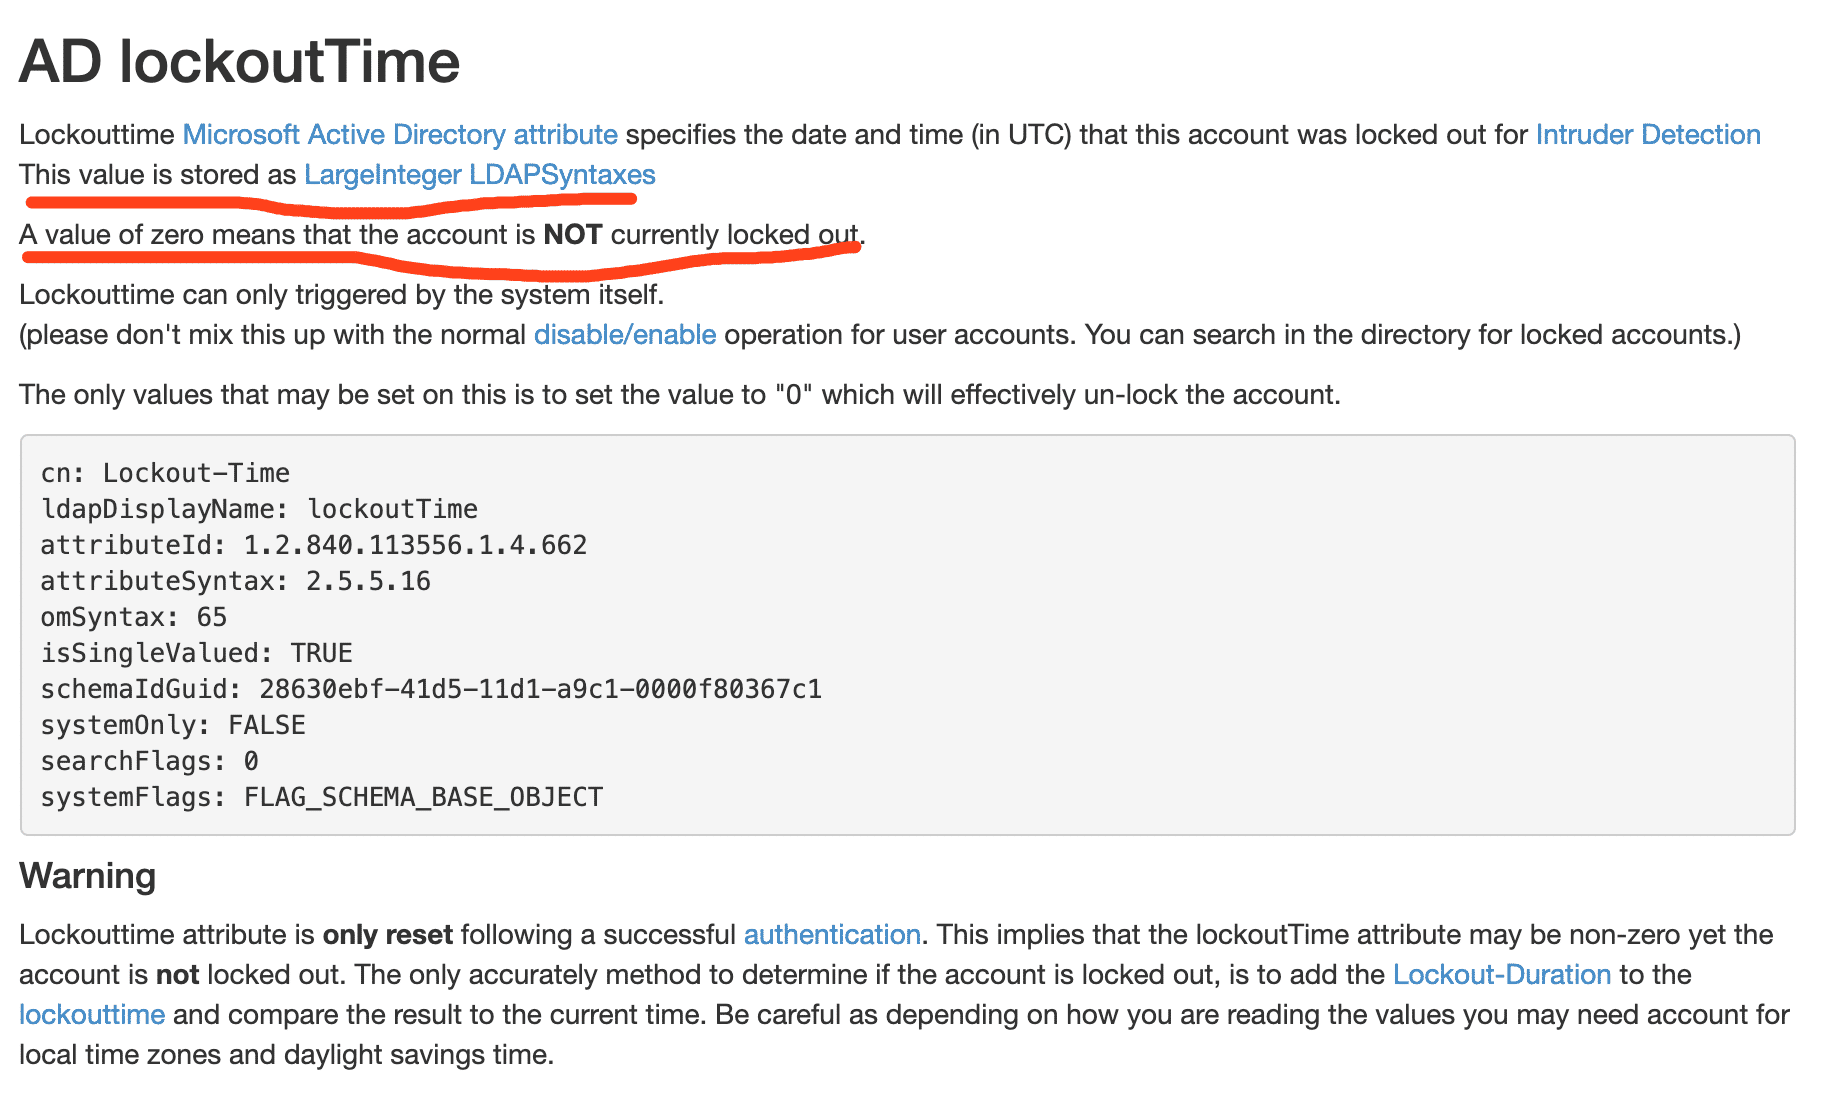 AD lockoutTime
Lockouttime Microsoft Active Directory attribute specifies the date and time (in UTC) that this account was locked out for Intruder Detection
This value is stored as LargeInteger LDAPSyntaxes
A value of zero means that the account is NOT currently locked out.
Lockouttime can only triggered by the system itself.
(please don't mix this up with the normal disable/enable operation for user accounts. You can search in the directory for locked accounts.)
The only values that may be set on this is to set the value to "0" which will effectively un-lock the account.
cn: Lockout-Time
ldapDisplayName: lockoutTime
attributeId: 1.2.840.113556.1.4.662
attributeSyntax: 2.5.5.16
omSyntax: 65
isSingleValued: TRUE
schemaIdGuid: 28630ebf-41d5-11d1-a9c1-0000f80367c1
systemOnly: FALSE
searchFlags: 0
systemFlags: FLAG_SCHEMA_BASE_OBJECT
Warning
Lockouttime attribute is only reset following a successful authentication. This implies that the lockoutTime attribute may be non-zero yet the
account is not locked out. The only accurately method to determine if the account is locked out, is to add the Lockout-Duration to the
lockouttime and compare the result to the current time. Be careful as depending on how you are reading the values you may need account for
local time zones and daylight savings time.